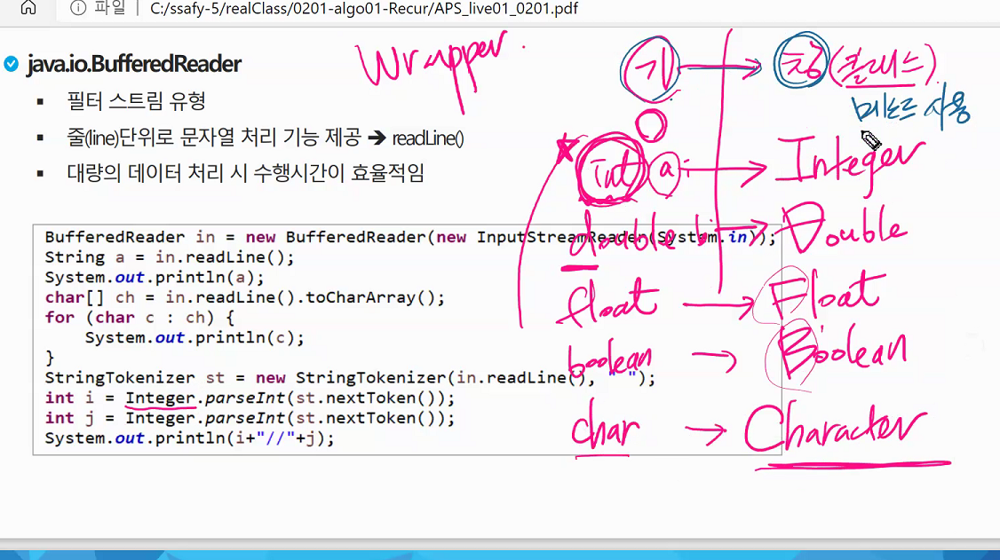 파일 C:/ssafy-5/realClass/0201-algo01-Recur/APS_live01_0201.pdf
java.io.BufferedReader
▪ 필터 스트림 유형
▪ 줄(line)단위로 문자열 처리 기능 제공 ➔ readLine()
▪ 대량의 데이터 처리 시 수행시간이 효율적임
BufferedReader in = new BufferedReader(new InputStreamReader(System.in));
String a = in.readLine();
System.out.println(a);
char[] ch = in.readLine().toCharArray();
for (char c : ch) {
System.out.println(c);
}
StringTokenizer st = new StringTokenizer(in.readLine(), " ");
int i = Integer.parseInt(st.nextToken());
int j = Integer.parseInt(st.nextToken());
System.out.println(i+"//"+j);
Wrapper
기 → 참(클래스)
메소드 사용
int a → Integer
double b → Double
float → Float
boolean → Boolean
char → Character